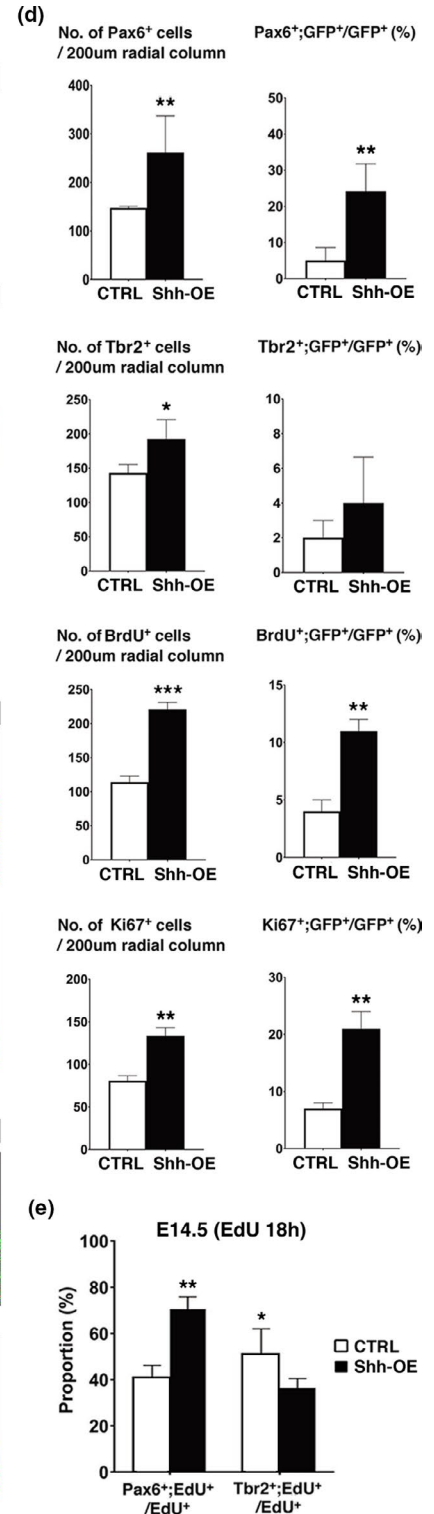 (d)
No. of Pax6⁺ cells
/ 200um radial column
**
400
300
200
100
0
CTRL Shh-OE
Pax6⁺;GFP⁺/GFP⁺ (%)
**
50
40
30
20
10
0
CTRL Shh-OE
No. of Tbr2⁺ cells
/ 200um radial column
*
250
200
150
100
50
0
CTRL Shh-OE
Tbr2⁺;GFP⁺/GFP⁺ (%)
10
8
6
4
2
0
CTRL Shh-OE
No. of BrdU⁺ cells
/ 200um radial column
***
250
200
150
100
50
0
CTRL Shh-OE
BrdU⁺;GFP⁺/GFP⁺ (%)
**
15
10
5
0
CTRL Shh-OE
No. of Ki67⁺ cells
/ 200um radial column
**
200
150
100
50
0
CTRL Shh-OE
Ki67⁺;GFP⁺/GFP⁺ (%)
**
30
20
10
0
CTRL Shh-OE
(e)
E14.5 (EdU 18h)
Proportion (%)
100
80
60
40
20
0
**
*
CTRL
Shh-OE
Pax6⁺;EdU⁺
/EdU⁺
Tbr2⁺;EdU⁺
/EdU⁺